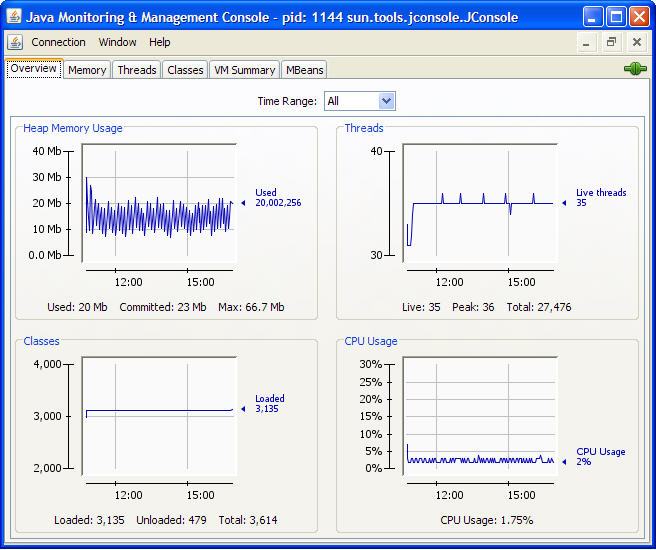 Java Monitoring & Management Console - pid: 1144 sun.tools.jconsole.JConsole
Connection Window Help
Overview Memory Threads Classes VM Summary MBeans
Time Range: All
Heap Memory Usage
40 Mb
30 Mb
20 Mb
10 Mb
0.0 Mb
Used
20,002,256
12:00 15:00
Used: 20 Mb Committed: 23 Mb Max: 66.7 Mb
Threads
40
30
Live threads
35
12:00 15:00
Live: 35 Peak: 36 Total: 27,476
Classes
4,000
3,000
2,000
Loaded
3,135
12:00 15:00
Loaded: 3,135 Unloaded: 479 Total: 3,614
CPU Usage
30%
25%
20%
15%
10%
5%
0%
CPU Usage
2%
12:00 15:00
CPU Usage: 1.75%